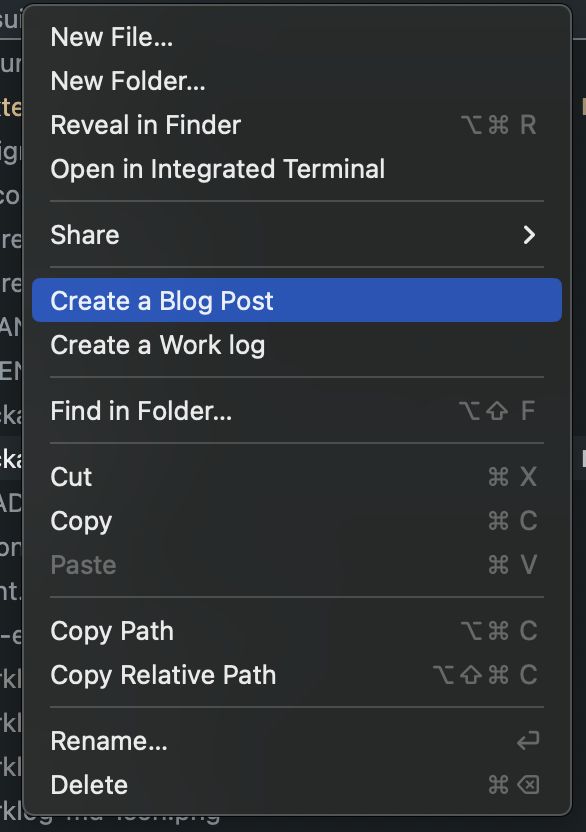 New File...
New Folder...
Reveal in Finder ⌥⌘ R
Open in Integrated Terminal
Share
Create a Blog Post
Create a Work log
Find in Folder... ⌥⇧ F
Cut ⌘ X
Copy ⌘ C
Paste ⌘ V
Copy Path ⌥⌘ C
Copy Relative Path ⌥⇧⌘ C
Rename... ↩
Delete ⌘⌫